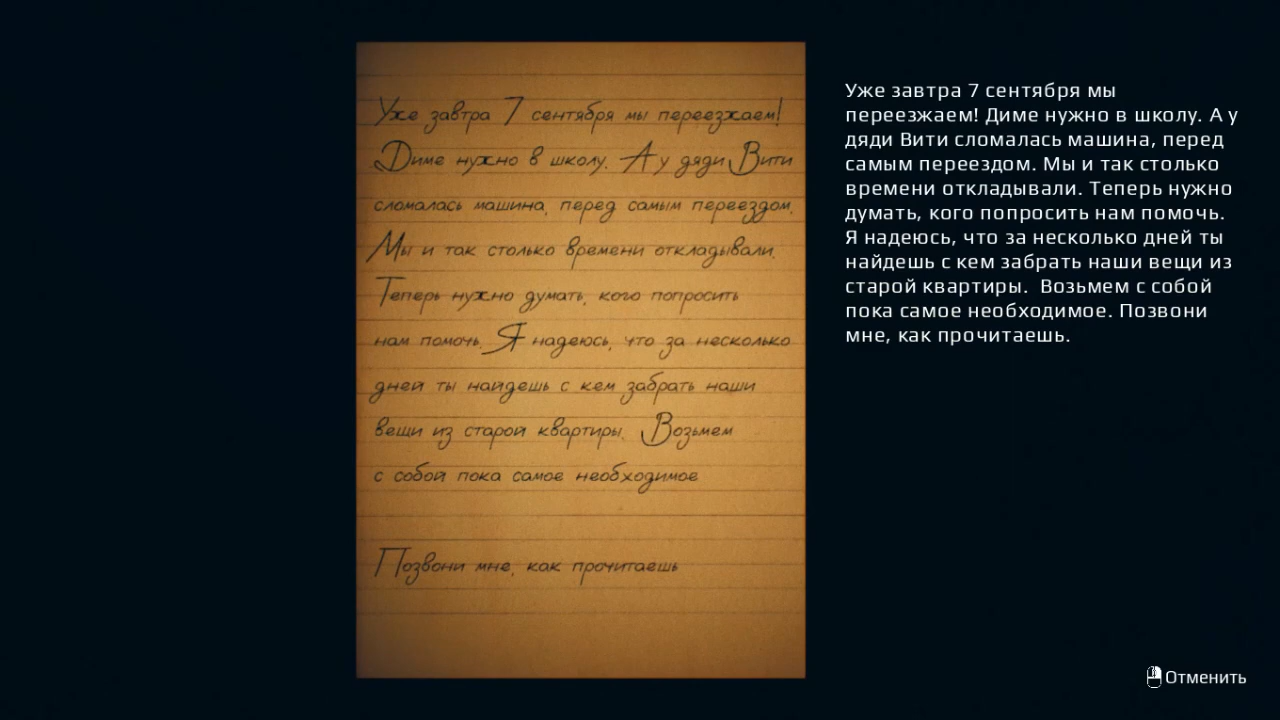 Уже завтра 7 сентября мы переезжаем!
Диме нужно в школу. А у дяди Вити
сломалась машина, перед самым переездом.
Мы и так столько времени откладывали.
Теперь нужно думать, кого попросить
нам помочь. Я надеюсь, что за несколько
дней ты найдешь с кем забрать наши
вещи из старой квартиры. Возьмем
с собой пока самое необходимое
Позвони мне, как прочитаешь
Уже завтра 7 сентября мы
переезжаем! Диме нужно в школу. А у
дяди Вити сломалась машина, перед
самым переездом. Мы и так столько
времени откладывали. Теперь нужно
думать, кого попросить нам помочь.
Я надеюсь, что за несколько дней ты
найдешь с кем забрать наши вещи из
старой квартиры.  Возьмем с собой
пока самое необходимое. Позвони
мне, как прочитаешь.
Отменить